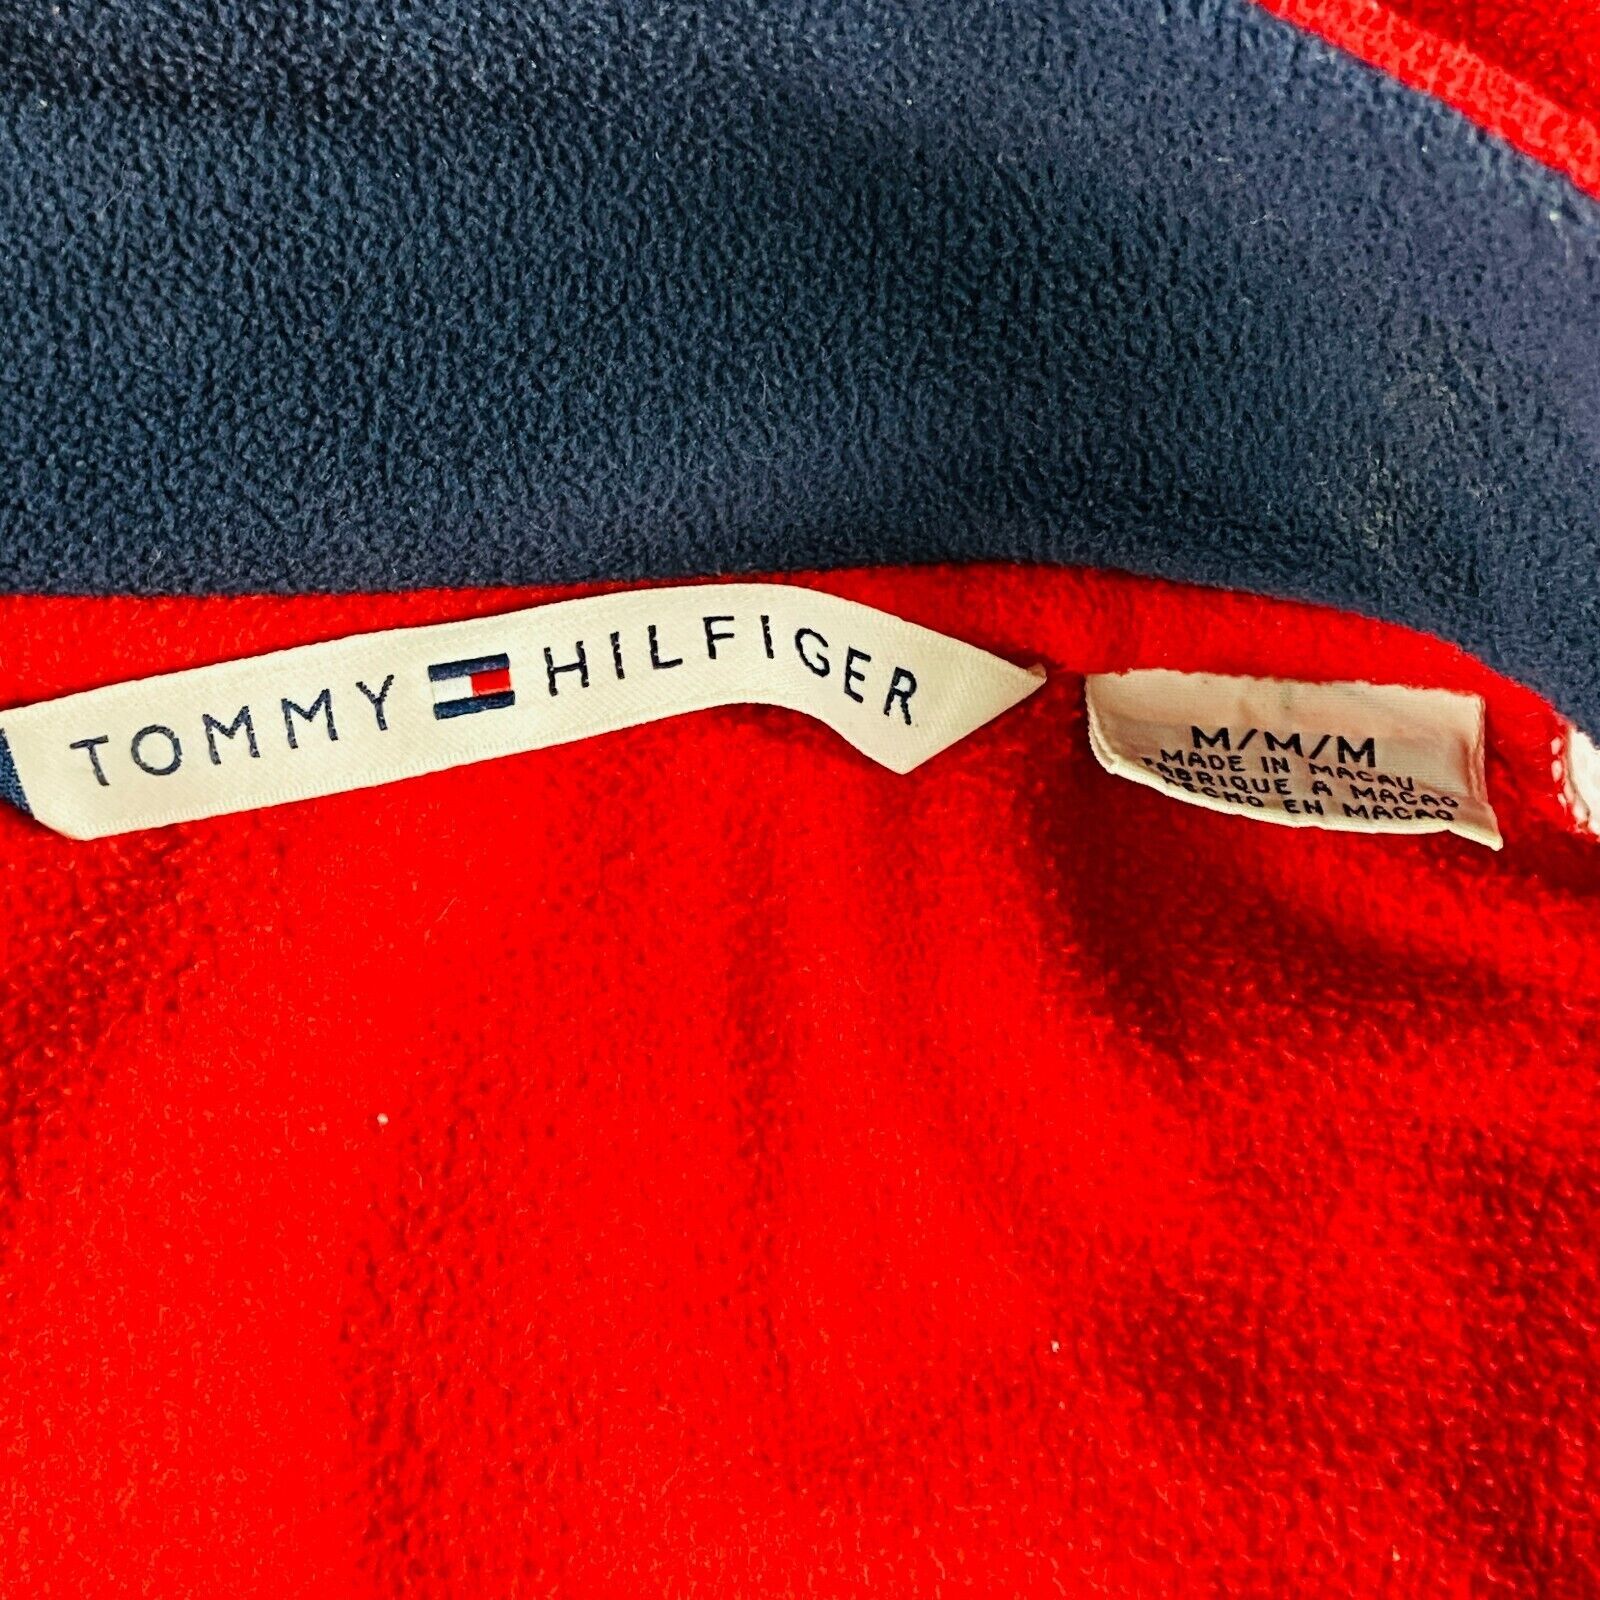 TOMMY HILFIGER
M/M/M
MADE IN MACAU
FABRIQUE A MACAO
HECHO EN MACAO